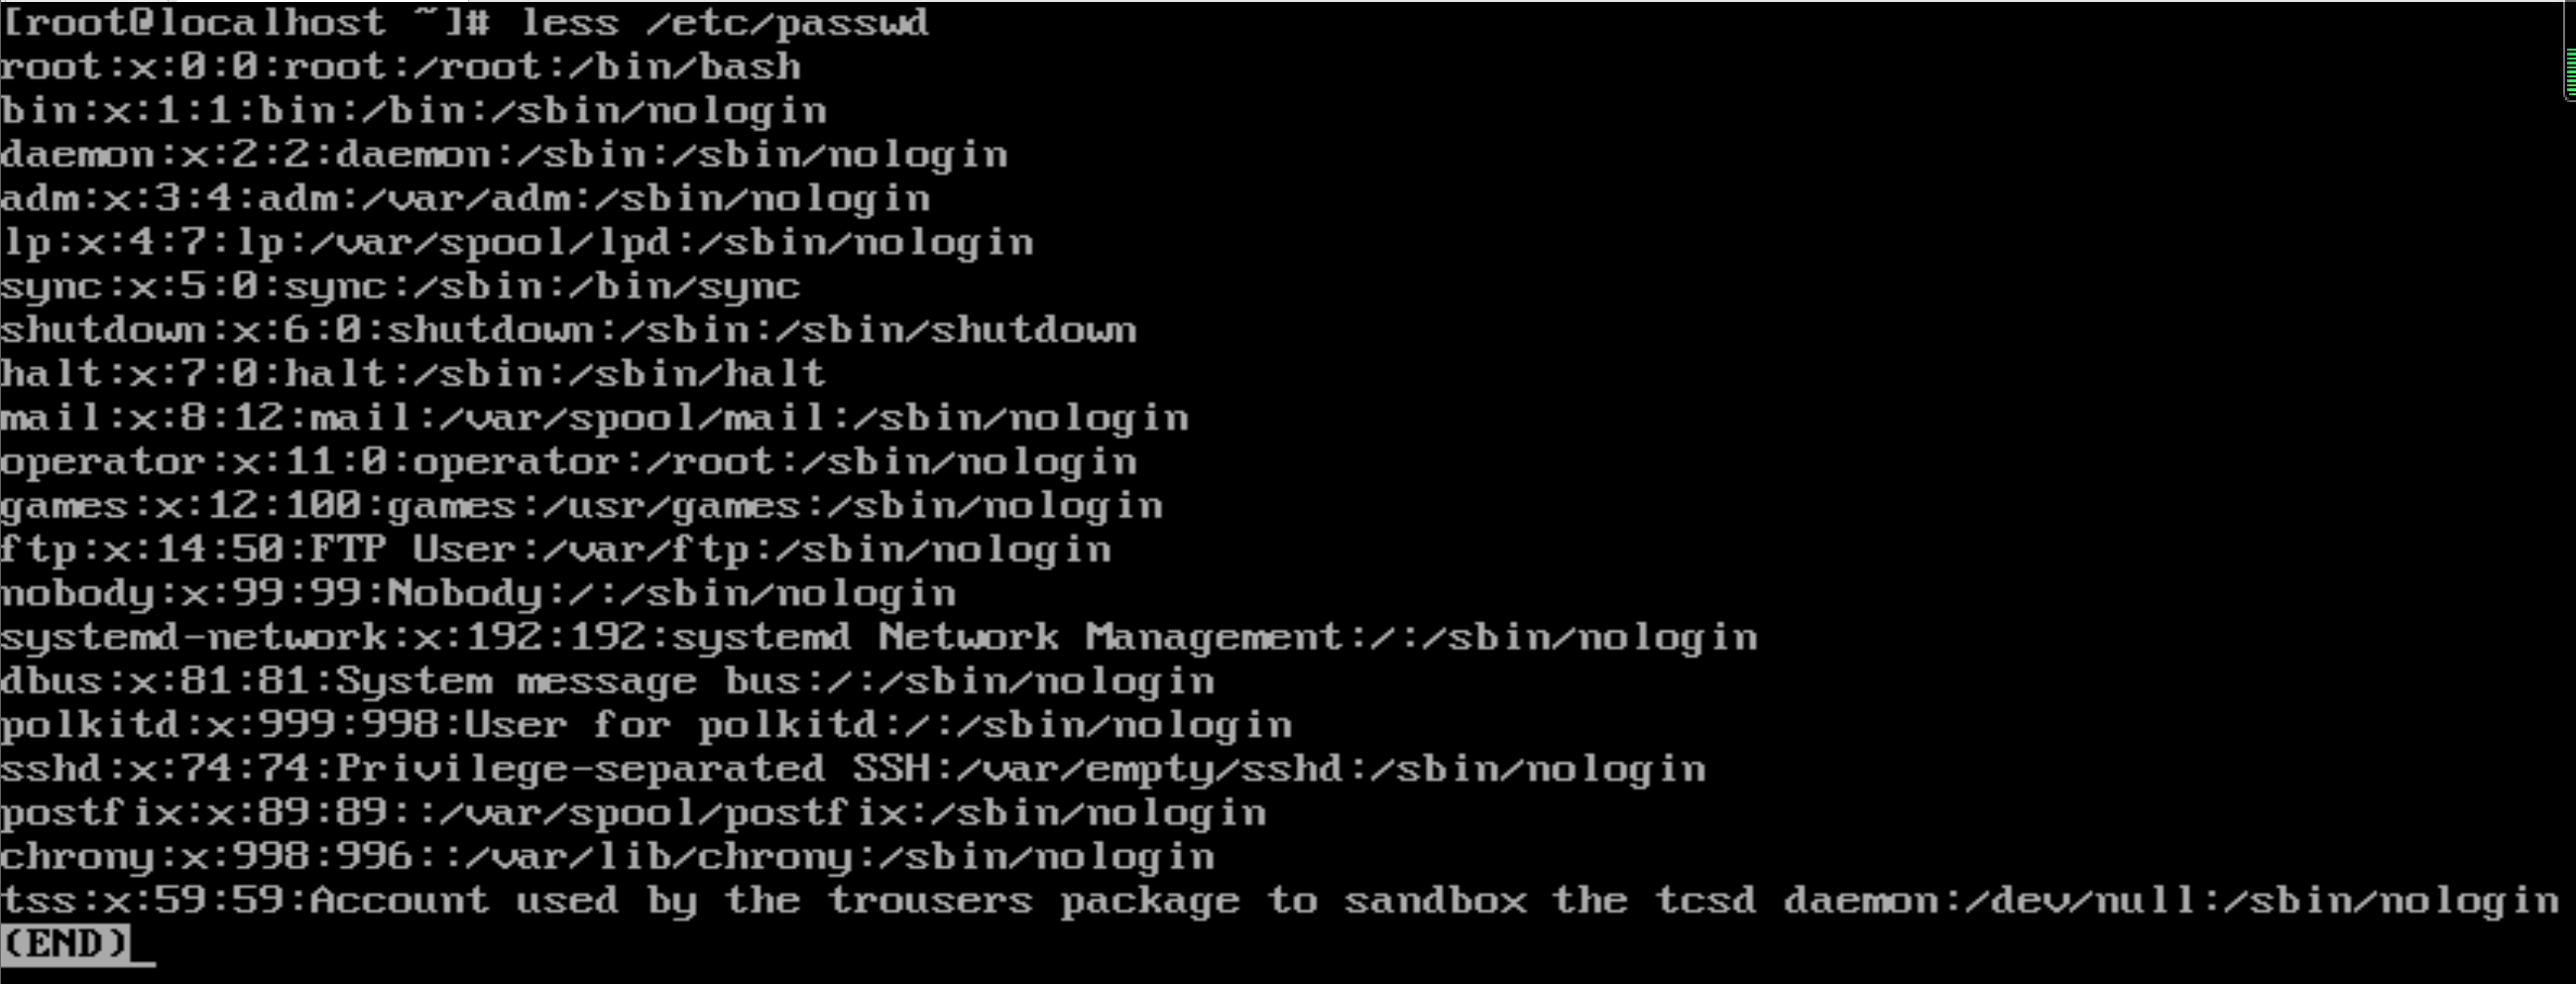 [root@localhost ~]# less /etc/passwd
root:x:0:0:root:/root:/bin/bash
bin:x:1:1:bin:/bin:/sbin/nologin
daemon:x:2:2:daemon:/sbin:/sbin/nologin
adm:x:3:4:adm:/var/adm:/sbin/nologin
lp:x:4:7:lp:/var/spool/lpd:/sbin/nologin
sync:x:5:0:sync:/sbin:/bin/sync
shutdown:x:6:0:shutdown:/sbin:/sbin/shutdown
halt:x:7:0:halt:/sbin:/sbin/halt
mail:x:8:12:mail:/var/spool/mail:/sbin/nologin
operator:x:11:0:operator:/root:/sbin/nologin
games:x:12:100:games:/usr/games:/sbin/nologin
ftp:x:14:50:FTP User:/var/ftp:/sbin/nologin
nobody:x:99:99:Nobody:/:/sbin/nologin
systemd-network:x:192:192:systemd Network Management:/:/sbin/nologin
dbus:x:81:81:System message bus:/:/sbin/nologin
polkitd:x:999:998:User for polkitd:/:/sbin/nologin
sshd:x:74:74:Privilege-separated SSH:/var/empty/sshd:/sbin/nologin
postfix:x:89:89::/var/spool/postfix:/sbin/nologin
chrony:x:998:996::/var/lib/chrony:/sbin/nologin
tss:x:59:59:Account used by the trousers package to sandbox the tcsd daemon:/dev/null:/sbin/nologin
(END)